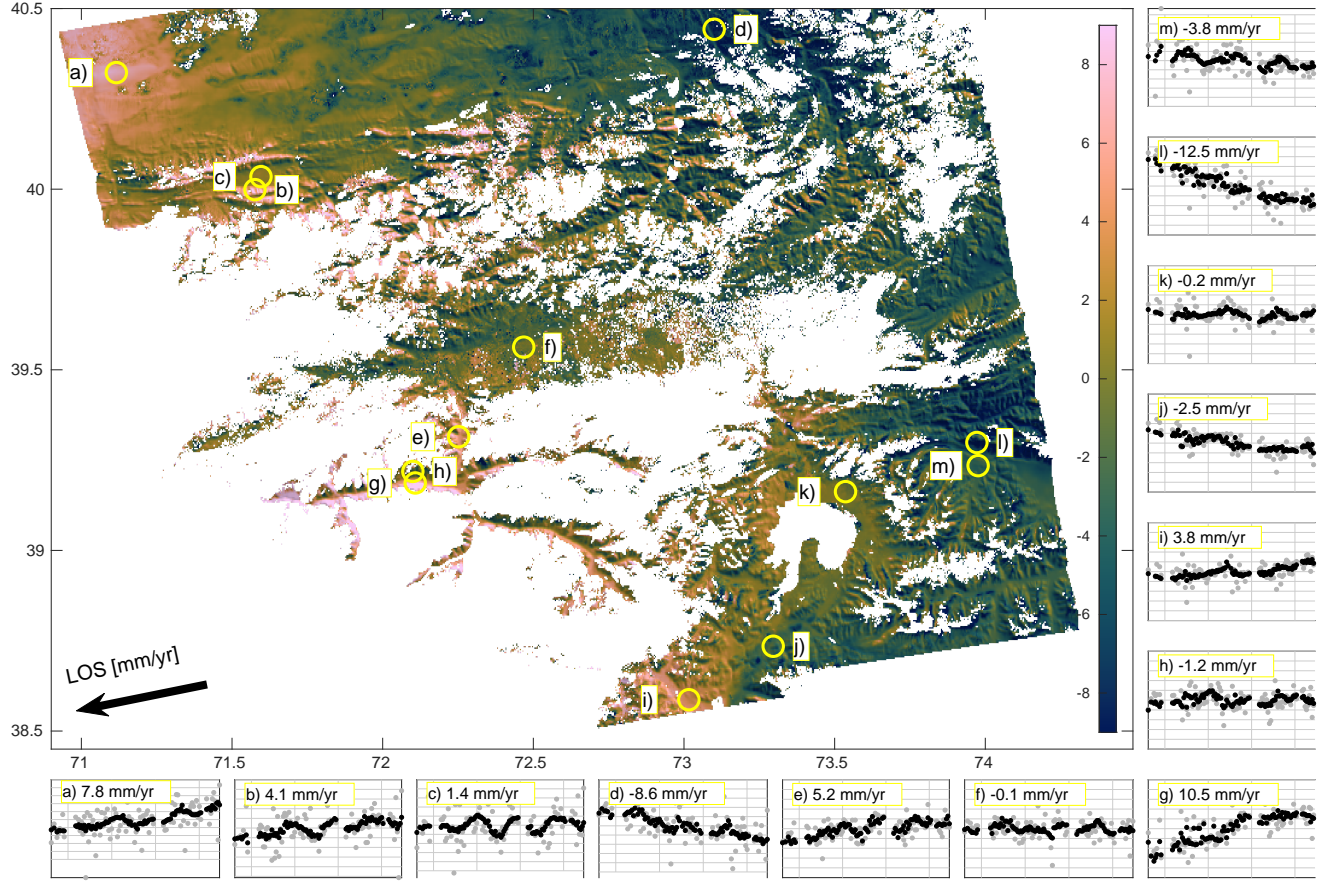 40.5
40
39.5
39
38.5
71
71.5
72
72.5
73
73.5
74
8
6
4
2
0
-2
-4
-6
-8
a)
d)
c)
b)
f)
e)
h)
g)
l)
m)
k)
j)
i)
LOS [mm/yr]
m) -3.8 mm/yr
l) -12.5 mm/yr
k) -0.2 mm/yr
j) -2.5 mm/yr
i) 3.8 mm/yr
h) -1.2 mm/yr
a) 7.8 mm/yr
b) 4.1 mm/yr
c) 1.4 mm/yr
d) -8.6 mm/yr
e) 5.2 mm/yr
f) -0.1 mm/yr
g) 10.5 mm/yr